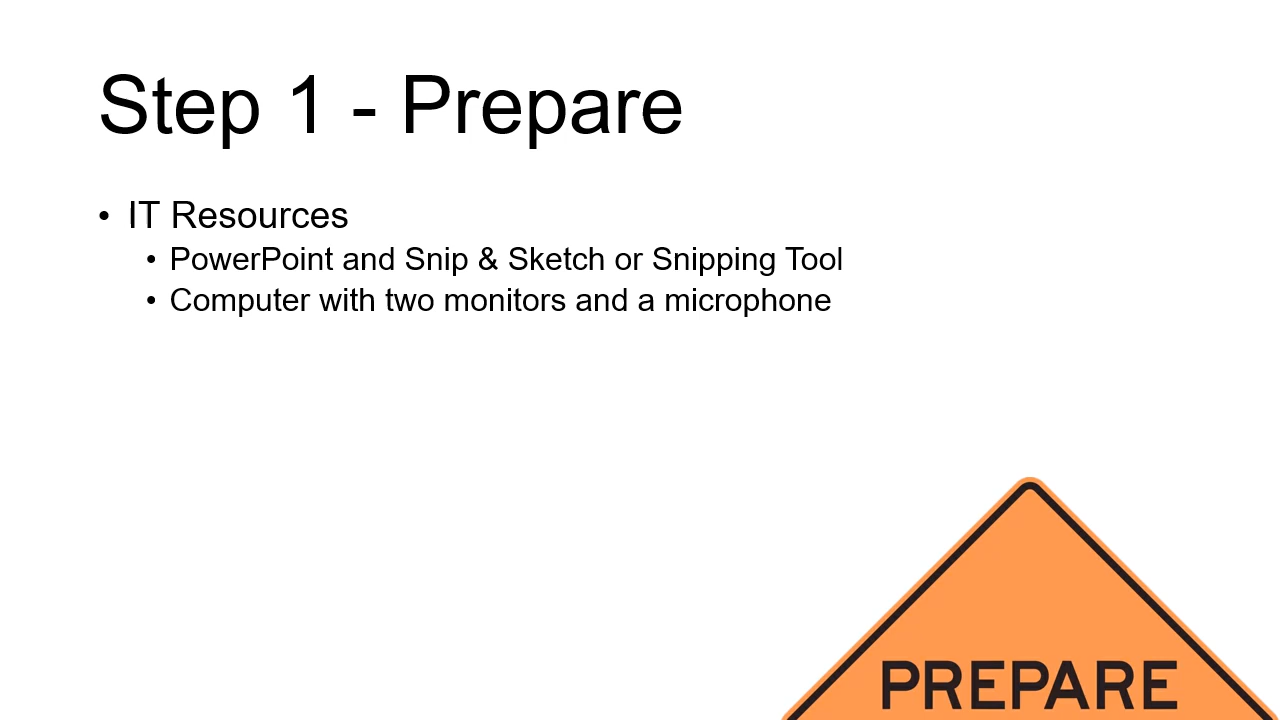 Step 1 - Prepare
• IT Resources
• PowerPoint and Snip & Sketch or Snipping Tool
• Computer with two monitors and a microphone
PREPARE